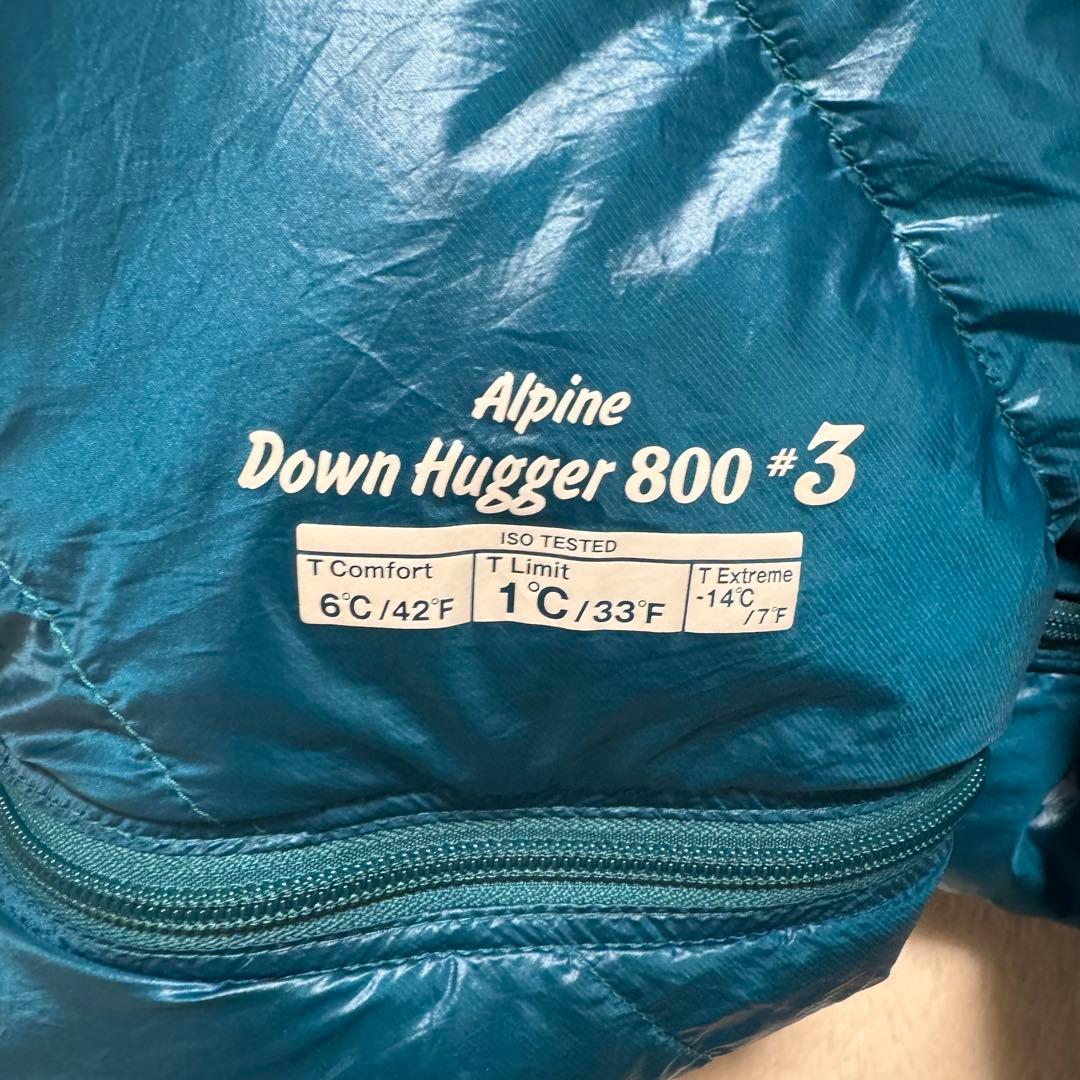 Alpine
Down Hugger 800 #3
ISO TESTED
T Comfort
6℃/42℉
T Limit
1℃/33℉
T Extreme
-14℃
/7℉